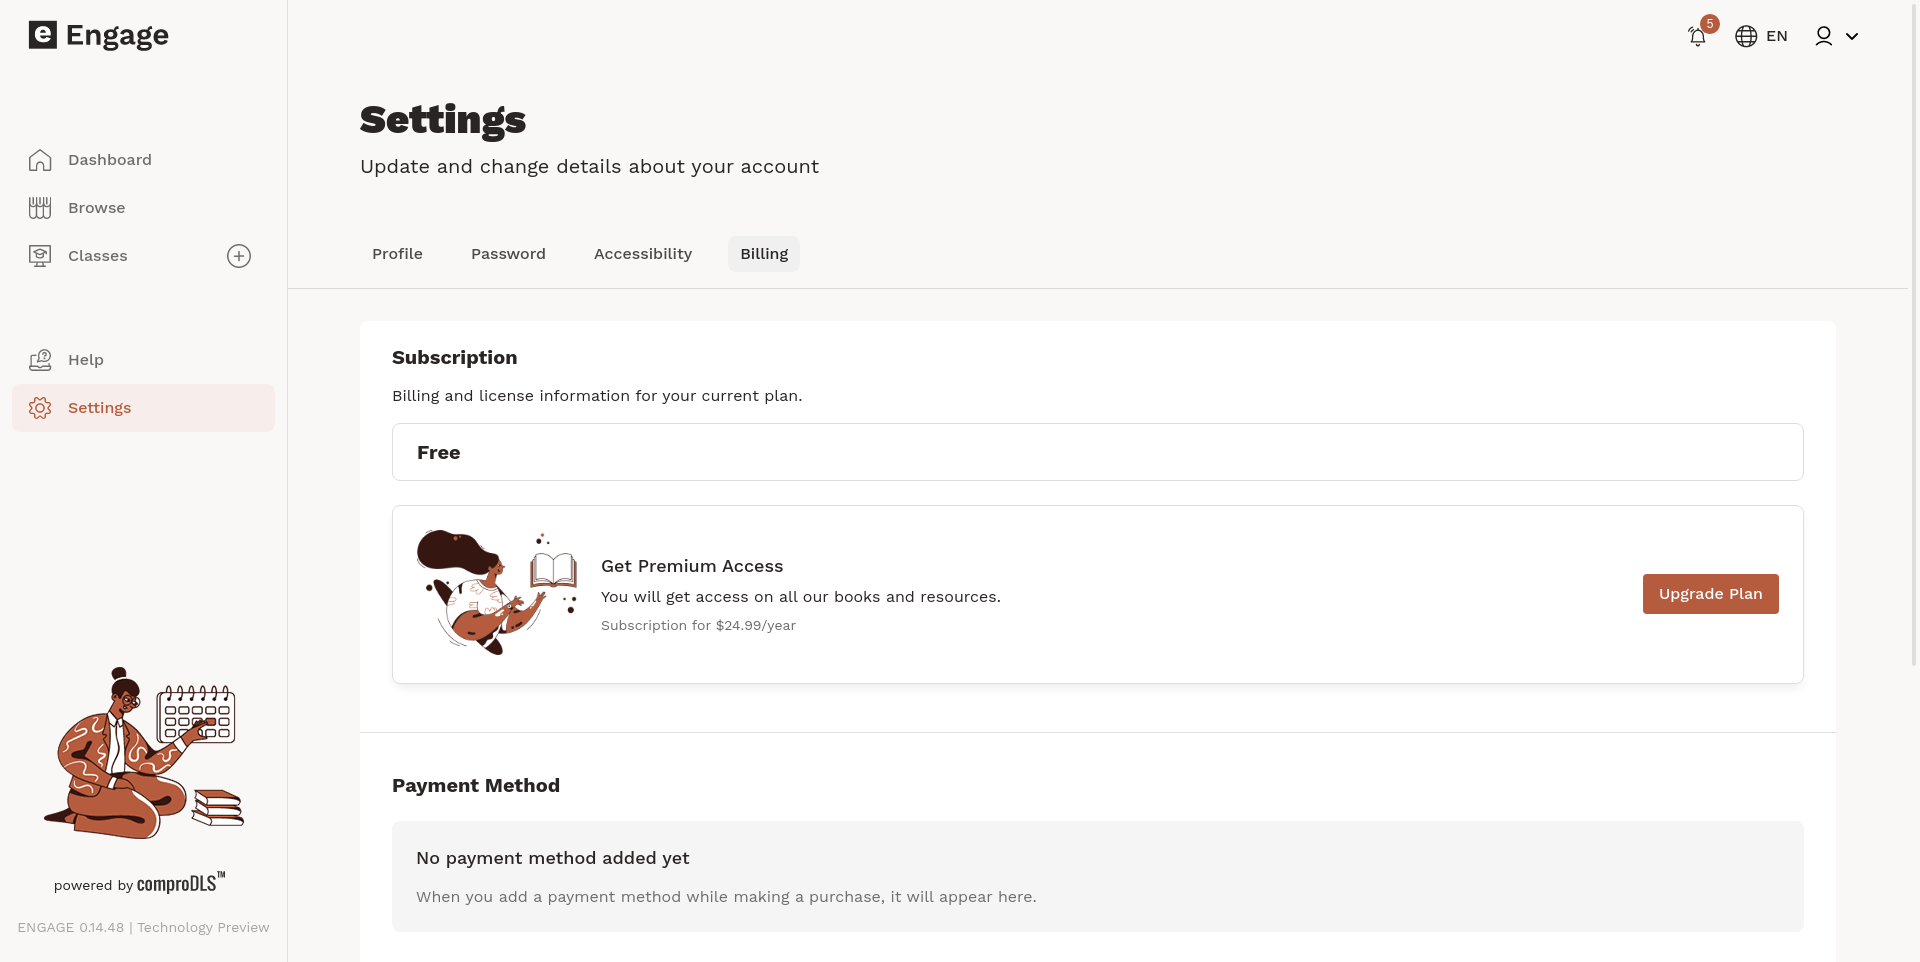 e Engage
5
EN
Dashboard
Browse
Classes
Help
Settings
powered by comproDLS™
ENGAGE 0.14.48 | Technology Preview
Settings
Update and change details about your account
Profile
Password
Accessibility
Billing
Subscription
Billing and license information for your current plan.
Free
Get Premium Access
You will get access on all our books and resources.
Subscription for $24.99/year
Upgrade Plan
Payment Method
No payment method added yet
When you add a payment method while making a purchase, it will appear here.